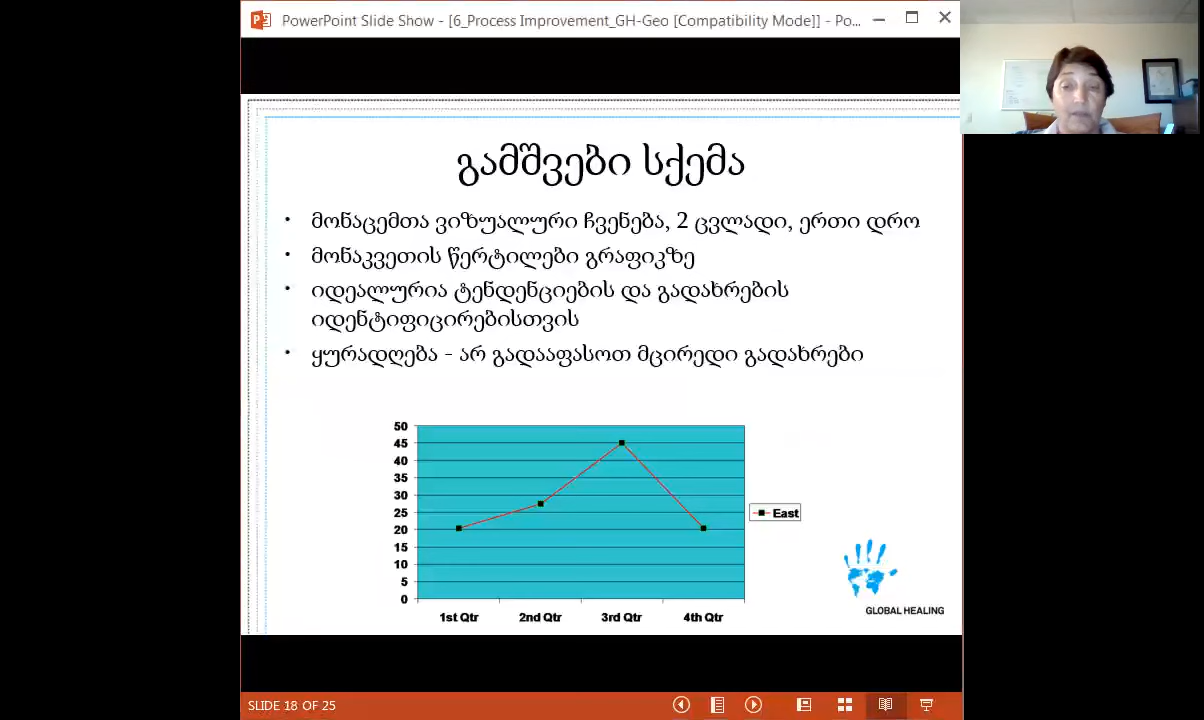 PowerPoint Slide Show - [6_Process Improvement_GH-Geo [Compatibility Mode]] - Po...
გამშვები სქემა
• მონაცემთა ვიზუალური ჩვენება, 2 ცვლადი, ერთი დრო
• მონაკვეთის წერტილები გრაფიკზე
• იდეალურია ტენდენციების და გადახრების
იდენტიფიცირებისთვის
• ყურადღება - არ გადააფასოთ მცირედი გადახრები
50
45
40
35
30
25
20
15
10
5
0
East
1st Qtr 2nd Qtr 3rd Qtr 4th Qtr
GLOBAL HEALING
SLIDE 18 OF 25